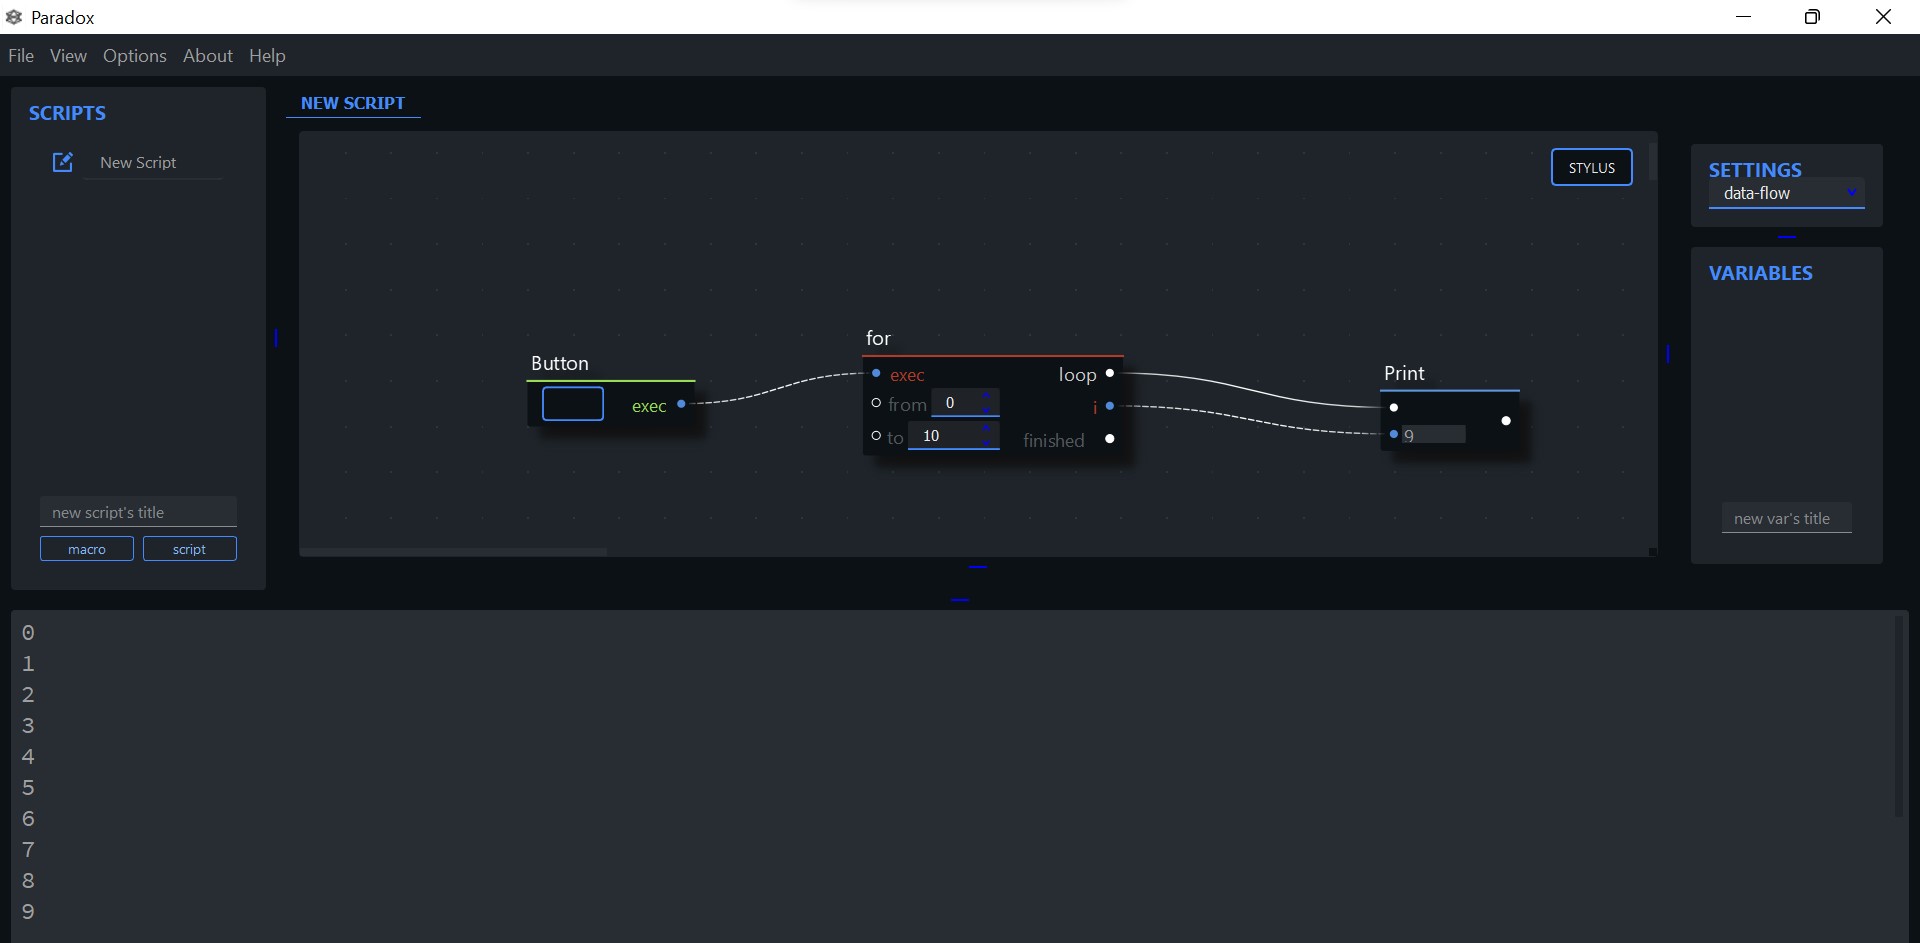 Paradox
File View Options About Help
SCRIPTS
New Script
new script's title
macro script
NEW SCRIPT
STYLUS
Button
exec
for
exec loop
from 0 i
to 10 finished
Print
9
SETTINGS
data-flow
VARIABLES
new var's title
0
1
2
3
4
5
6
7
8
9